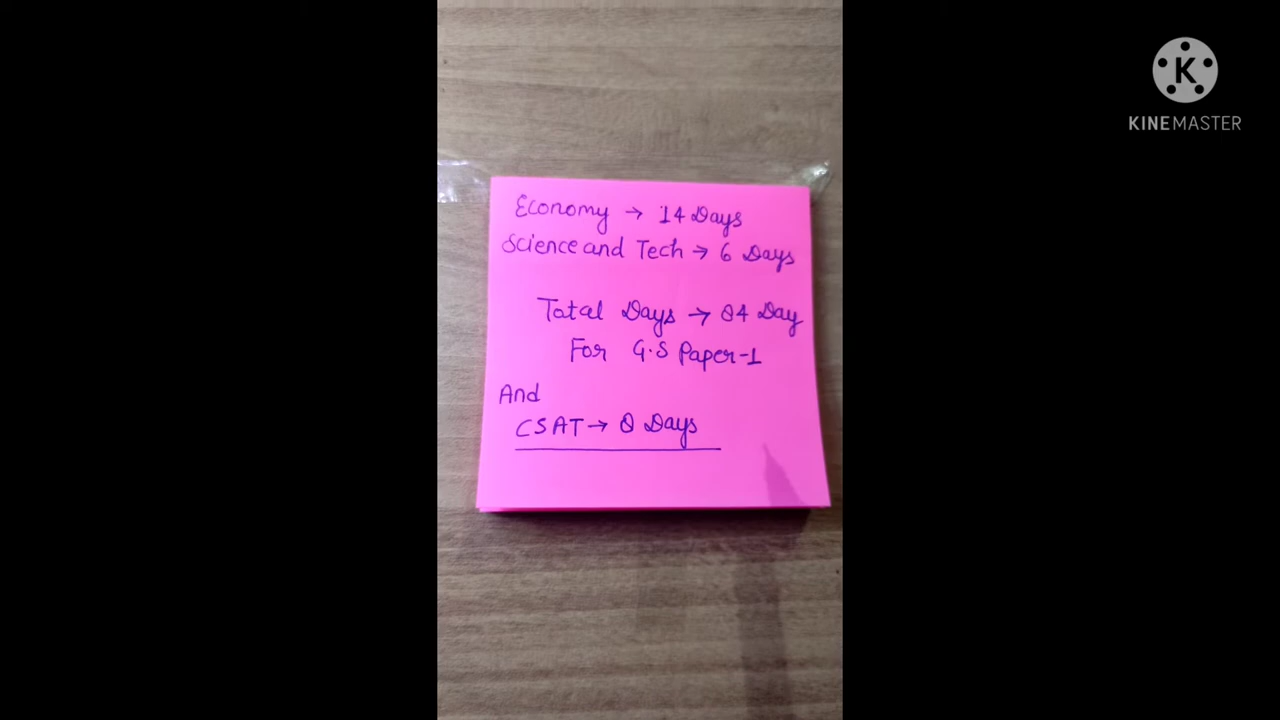 Economy → 14 Days
Science and Tech → 6 Days
Total Days → 84 Day
For G.S Paper-1
And
CSAT → 8 Days
KINEMASTER